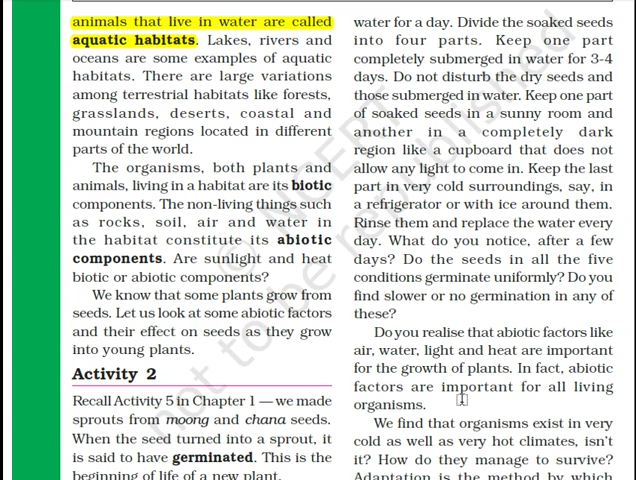 animals that live in water are called
aquatic habitats. Lakes, rivers and
oceans are some examples of aquatic
habitats. There are large variations
among terrestrial habitats like forests,
grasslands, deserts, coastal and
mountain regions located in different
parts of the world.
The organisms, both plants and
animals, living in a habitat are its biotic
components. The non-living things such
as rocks, soil, air and water in
the habitat constitute its abiotic
components. Are sunlight and heat
biotic or abiotic components?
We know that some plants grow from
seeds. Let us look at some abiotic factors
and their effect on seeds as they grow
into young plants.
Activity 2
Recall Activity 5 in Chapter 1 — we made
sprouts from moong and chana seeds.
When the seed turned into a sprout, it
is said to have germinated. This is the
beginning of life of a new plant.
water for a day. Divide the soaked seeds
into four parts. Keep one part
completely submerged in water for 3-4
days. Do not disturb the dry seeds and
those submerged in water. Keep one part
of soaked seeds in a sunny room and
another in a completely dark
region like a cupboard that does not
allow any light to come in. Keep the last
part in very cold surroundings, say, in
a refrigerator or with ice around them.
Rinse them and replace the water every
day. What do you notice, after a few
days? Do the seeds in all the five
conditions germinate uniformly? Do you
find slower or no germination in any of
these?
Do you realise that abiotic factors like
air, water, light and heat are important
for the growth of plants. In fact, abiotic
factors are important for all living
organisms.
We find that organisms exist in very
cold as well as very hot climates, isn't
it? How do they manage to survive?
Adaptation is the method by which
© NCERT
not to be republished